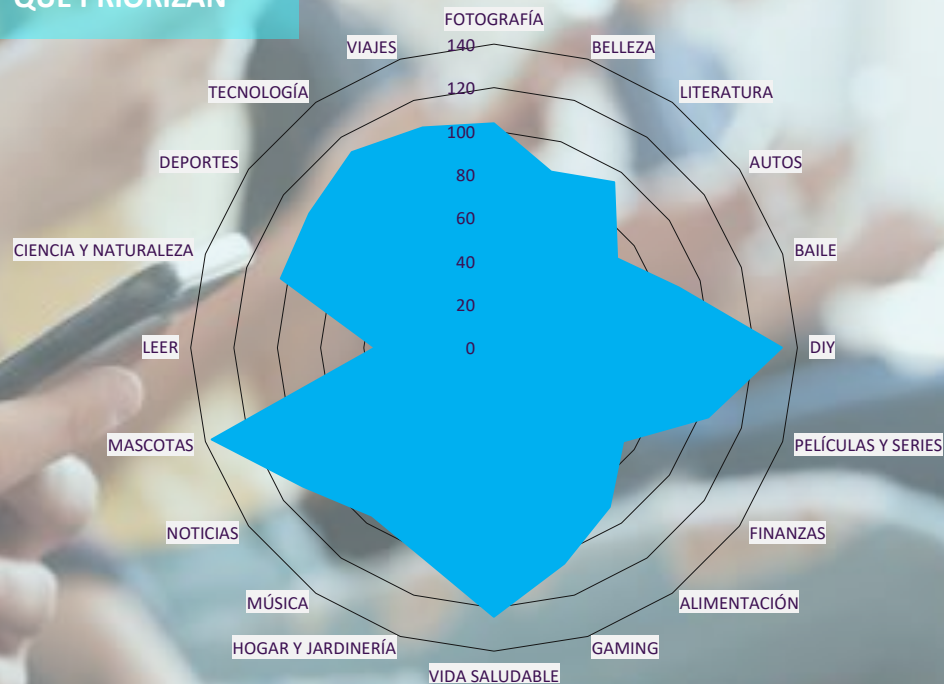 QUE PRIORIZAN
FOTOGRAFÍA
VIAJES
140
BELLEZA
TECNOLOGÍA
120
LITERATURA
DEPORTES
100
AUTOS
80
60
CIENCIA Y NATURALEZA
40
BAILE
20
LEER
0
DIY
MASCOTAS
PELÍCULAS Y SERIES
NOTICIAS
FINANZAS
MÚSICA
ALIMENTACIÓN
HOGAR Y JARDINERÍA
GAMING
VIDA SALUDABLE